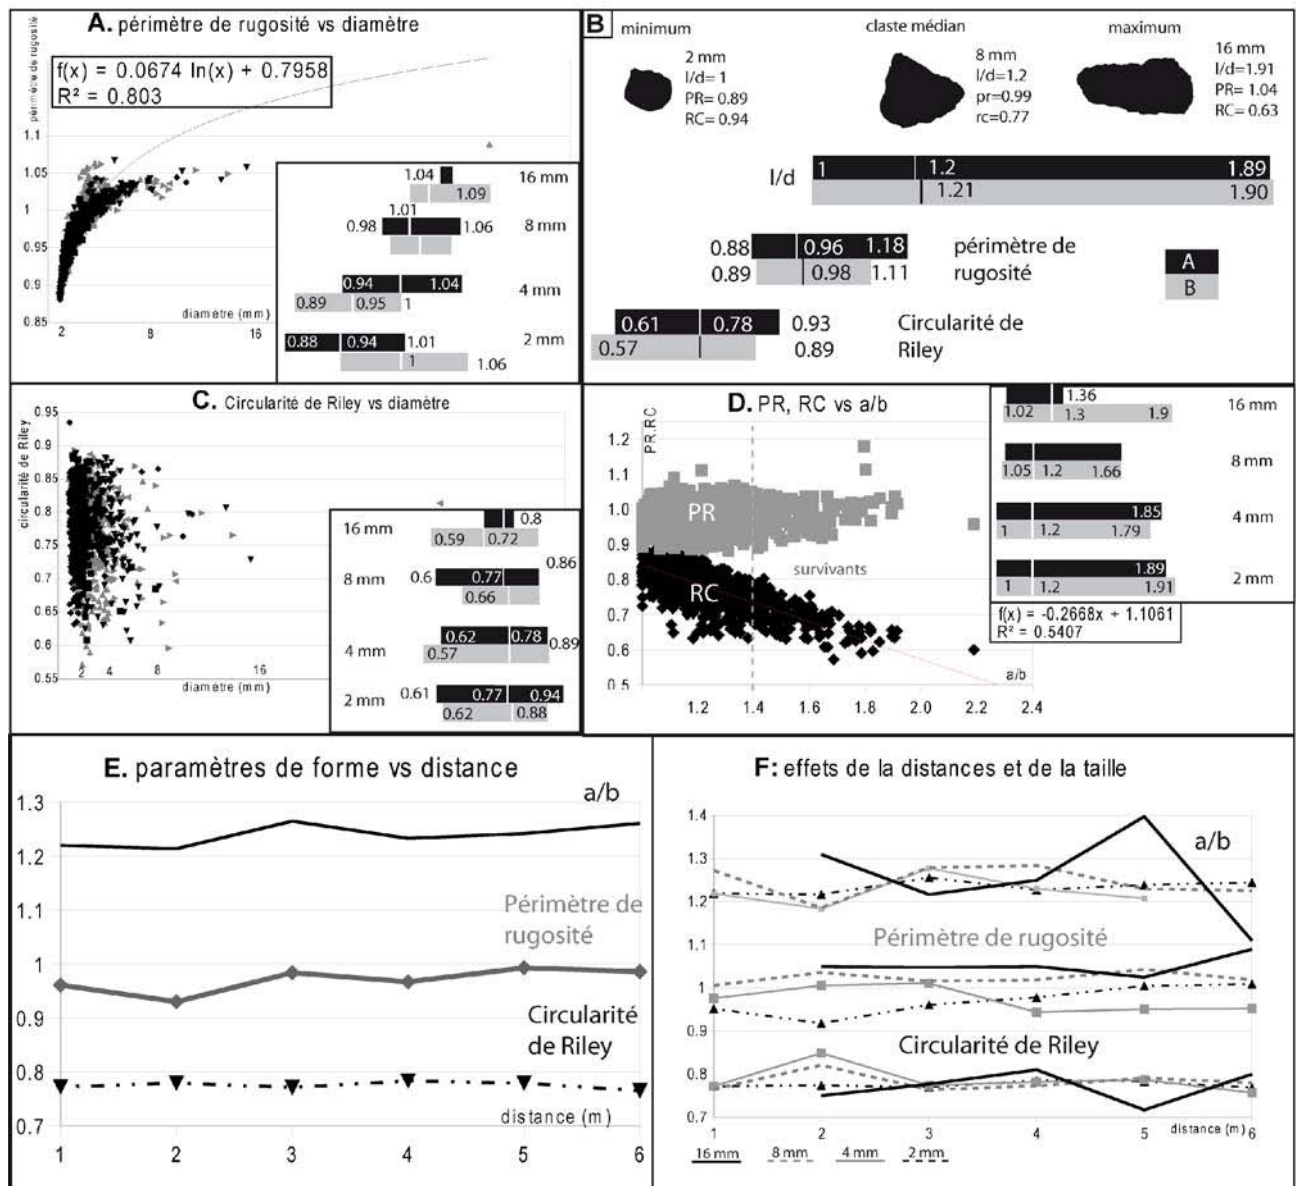 A. périmètre de rugosité vs diamètre
périmètre de rugosité
f(x) = 0.0674 ln(x) + 0.7958
R² = 0.803
1.1
1.05
1
0.95
0.9
0.85
2
8
16
diamètre (mm)
1.04
16 mm
1.09
1.01
0.98
1.06
8 mm
0.94
1.04
4 mm
0.89
0.95
1
0.88
0.94
1.01
2 mm
1
1.06
B
minimum
2 mm
l/d= 1
PR= 0.89
RC= 0.94
claste médian
8 mm
l/d=1.2
pr=0.99
rc=0.77
maximum
16 mm
l/d=1.91
PR= 1.04
RC= 0.63
l/d
1
1.2
1.89
1.21
1.90
0.88
0.96
1.18
0.89
0.98
1.11
périmètre de
rugosité
A
B
0.61
0.78
0.93
0.57
0.89
Circularité de
Riley
C. Circularité de Riley vs diamètre
circularité de Riley
0.95
0.9
0.85
0.8
0.75
0.7
0.65
0.6
0.55
2
4
8
16
diamètre (mm)
16 mm
0.8
0.59
0.72
0.86
8 mm
0.6
0.77
0.66
4 mm
0.62
0.78
0.89
0.57
2 mm
0.61
0.77
0.94
0.62
0.88
D. PR, RC vs a/b
PR.RC
1.2
1.1
1.0
0.9
0.8
0.7
0.6
0.5
PR
RC
survivants
a/b
1.2
1.4
1.6
1.8
2.0
2.2
2.4
1.36
1.02
1.3
1.9
16 mm
1.05
1.2
1.66
8 mm
1.85
1
1.2
1.79
4 mm
1.89
1
1.2
1.91
2 mm
f(x) = -0.2668x + 1.1061
R² = 0.5407
E. paramètres de forme vs distance
a/b
1.3
1.2
1.1
1
0.9
0.8
0.7
Périmètre de
rugosité
Circularité
de Riley
distance (m)
1
2
3
4
5
6
F: effets de la distances et de la taille
a/b
1.4
1.3
1.2
1.1
1
0.9
0.8
0.7
Périmètre de rugosité
Circularité de Riley
1
2
3
4
5
distance (m)
6
16 mm
8 mm
4 mm
2 mm